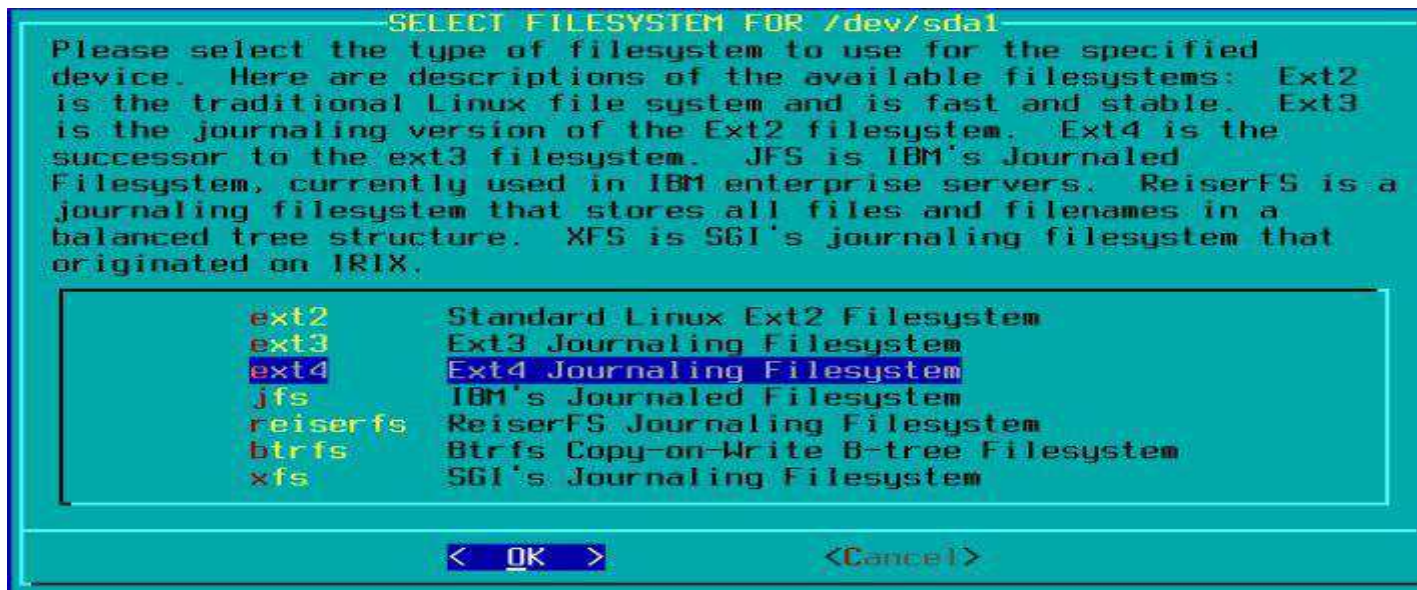 SELECT FILESYSTEM FOR /dev/sda1
Please select the type of filesystem to use for the specified
device.  Here are descriptions of the available filesystems:  Ext2
is the traditional Linux file system and is fast and stable.  Ext3
is the journaling version of the Ext2 filesystem.  Ext4 is the
successor to the ext3 filesystem.  JFS is IBM's Journaled
Filesystem, currently used in IBM enterprise servers.  ReiserFS is a
journaling filesystem that stores all files and filenames in a
balanced tree structure.  XFS is SGI's journaling filesystem that
originated on IRIX.
ext2 Standard Linux Ext2 Filesystem
ext3 Ext3 Journaling Filesystem
ext4 Ext4 Journaling Filesystem
jfs IBM's Journaled Filesystem
reiserfs ReiserFS Journaling Filesystem
btrfs Btrfs Copy-on-Write B-tree Filesystem
xfs SGI's Journaling Filesystem
< OK > <Cancel>